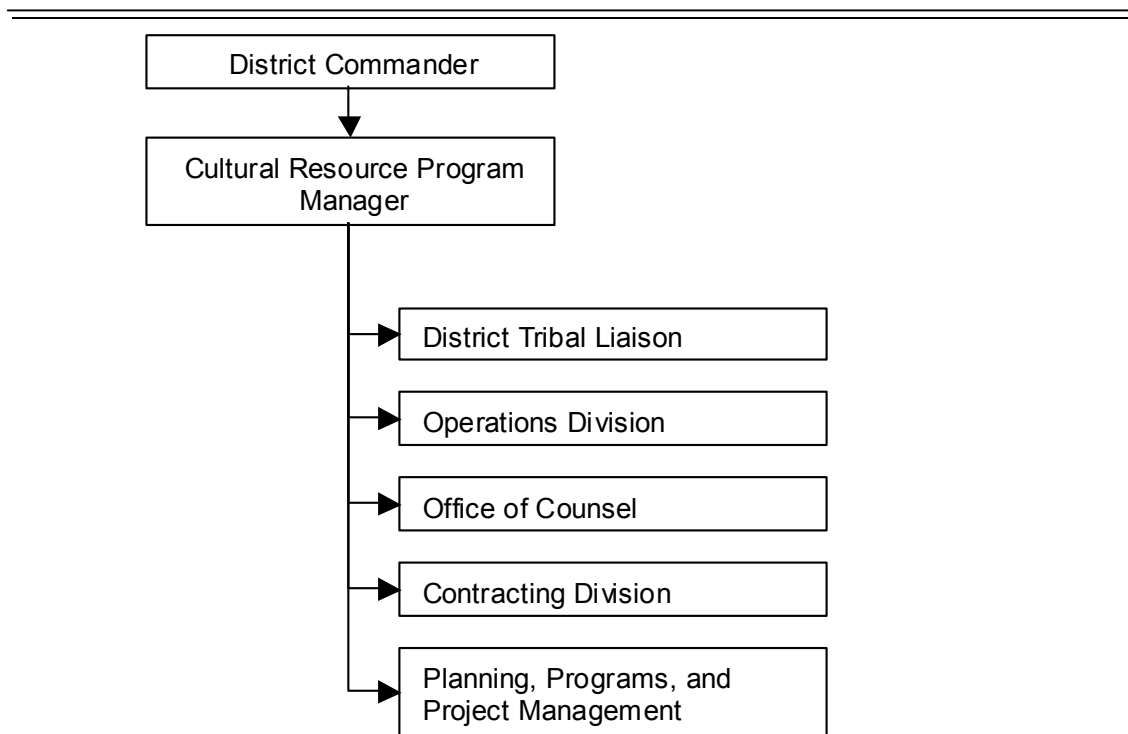 District Commander
Cultural Resource Program
Manager
District Tribal Liaison
Operations Division
Office of Counsel
Contracting Division
Planning, Programs, and
Project Management